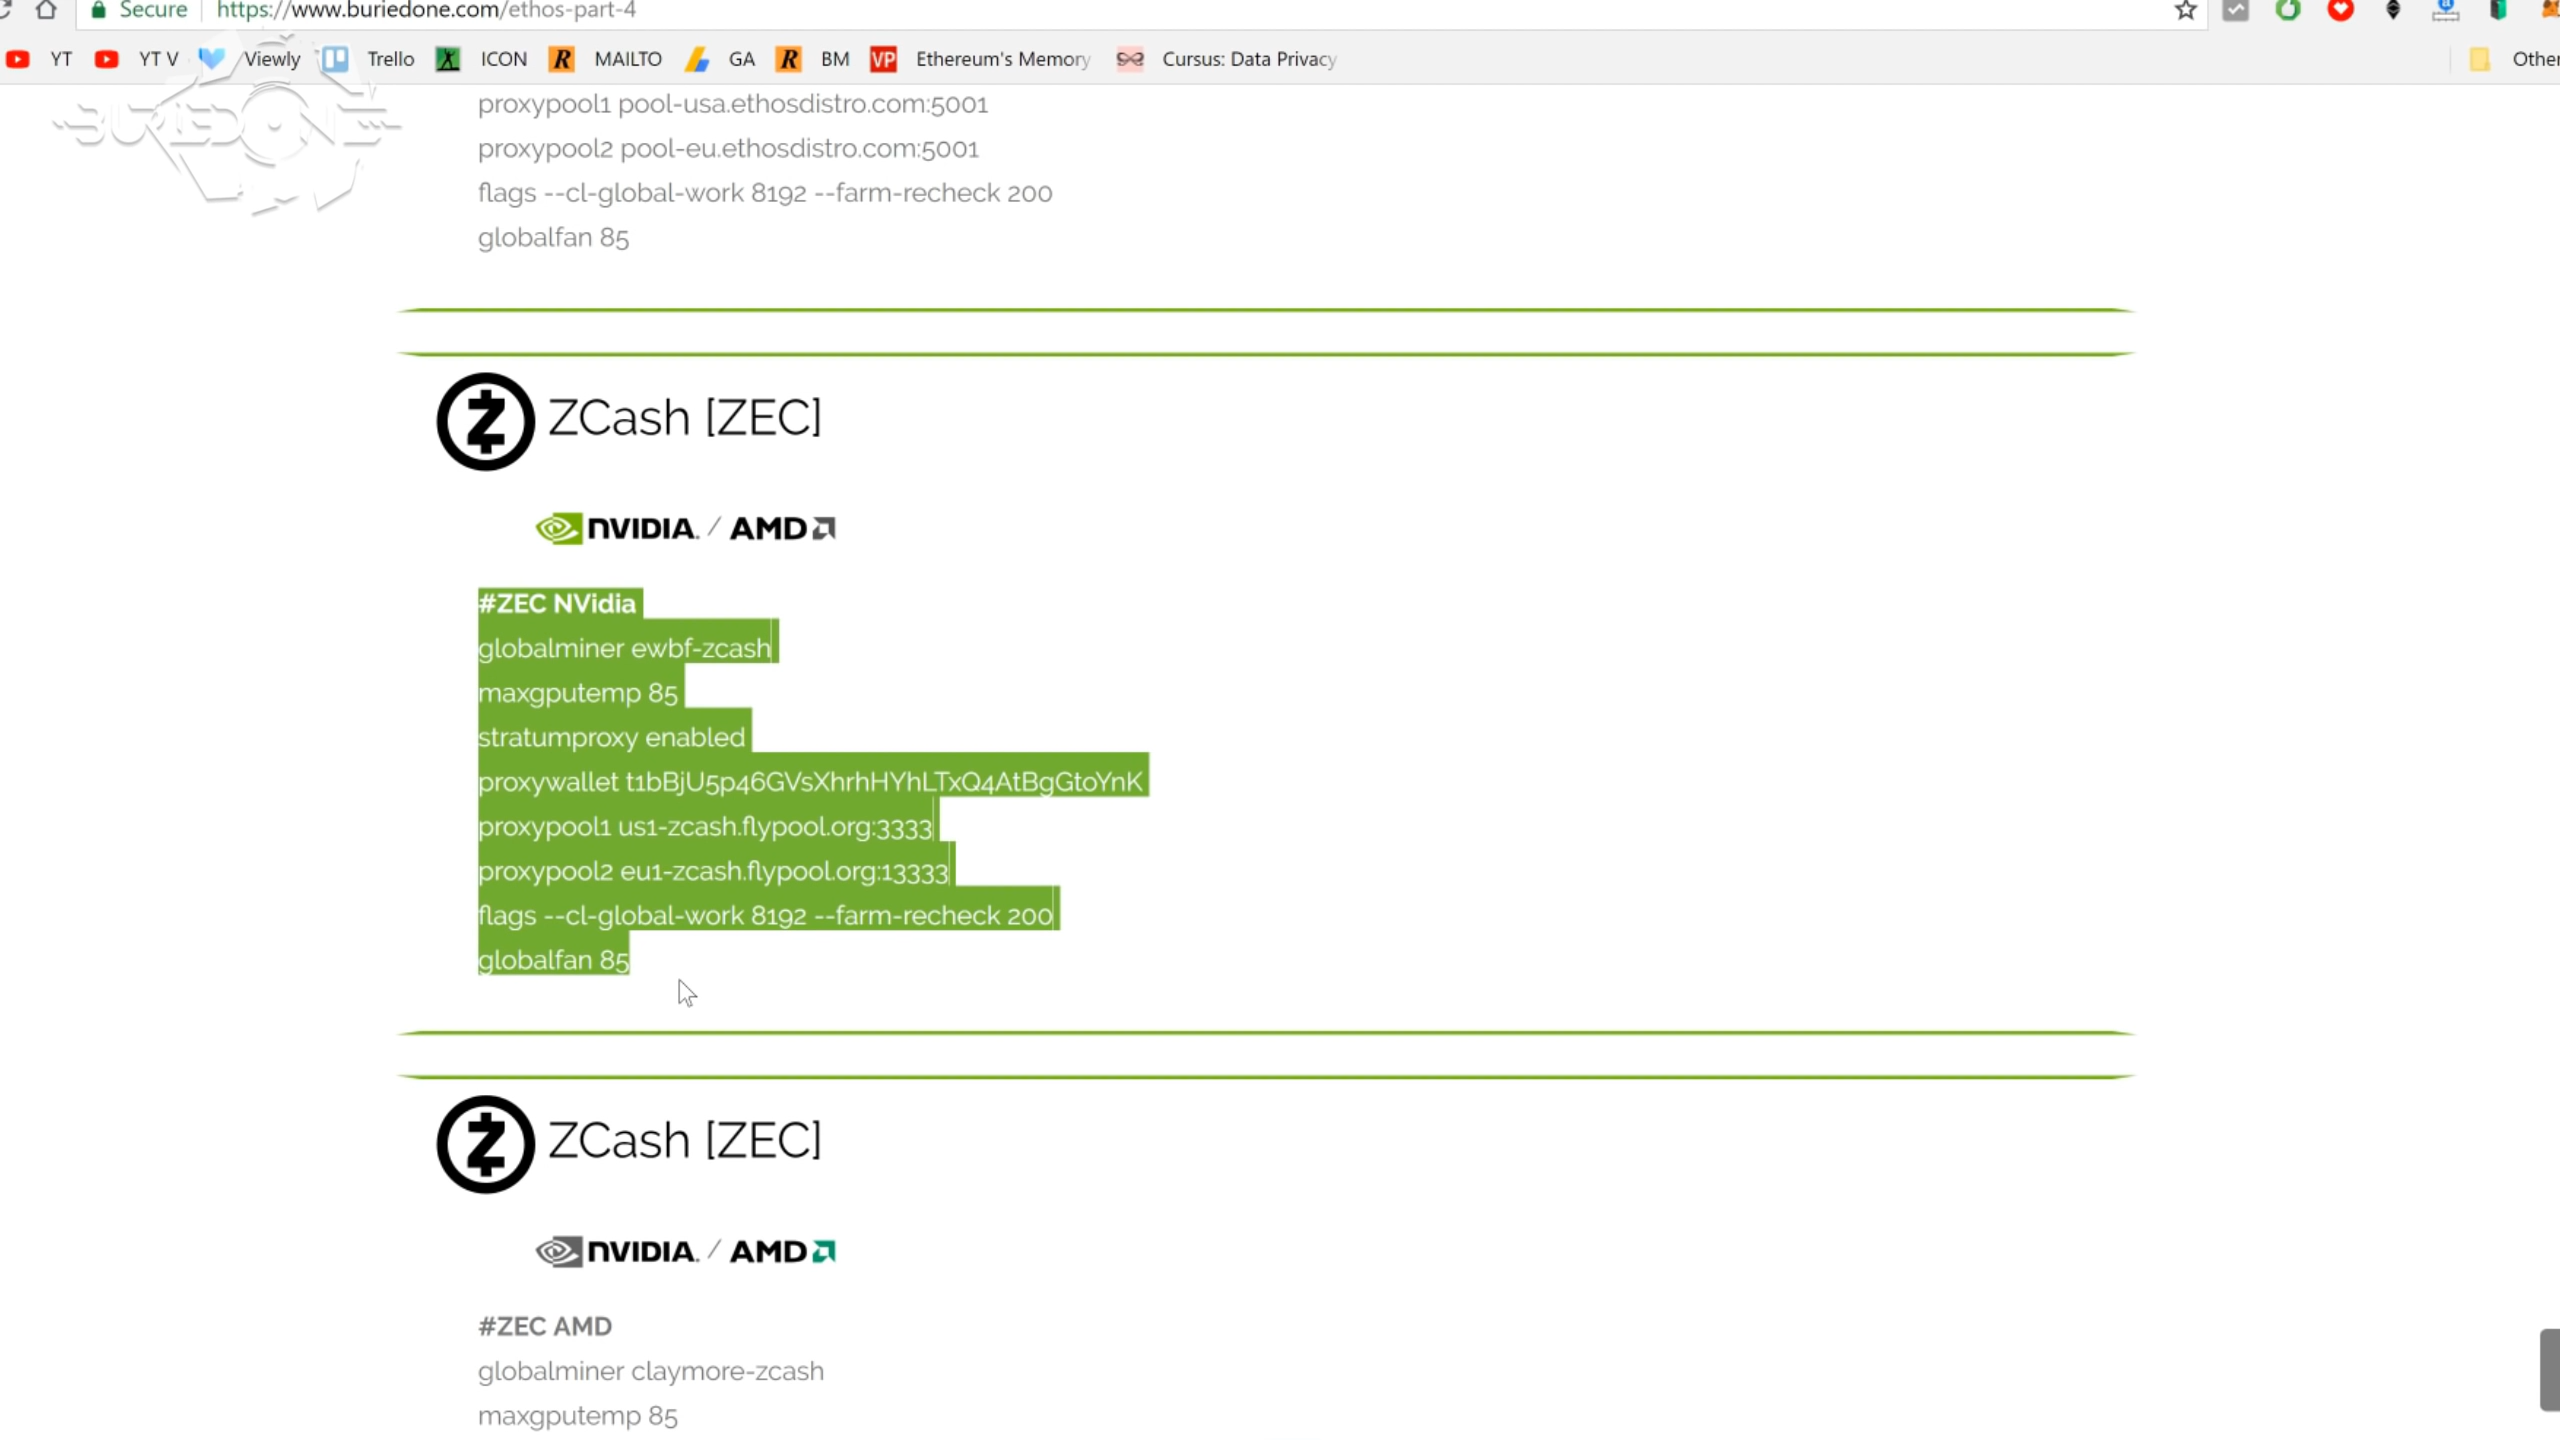 Secure https://www.buriedone.com/ethos-part-4
YT YT V Viewly Trello ICON MAILTO GA BM VP Ethereum's Memory Cursus: Data Privacy Other
BURIEDONE
proxypool1 pool-usa.ethosdistro.com:5001
proxypool2 pool-eu.ethosdistro.com:5001
flags --cl-global-work 8192 --farm-recheck 200
globalfan 85
ZCash [ZEC]
NVIDIA. / AMD
#ZEC NVidia
globalminer ewbf-zcash
maxgputemp 85
stratumproxy enabled
proxywallet t1bBjU5p46GVsXhrhHYhLTxQ4AtBgGtoYnK
proxypool1 us1-zcash.flypool.org:3333
proxypool2 eu1-zcash.flypool.org:13333
flags --cl-global-work 8192 --farm-recheck 200
globalfan 85
ZCash [ZEC]
NVIDIA. / AMD
#ZEC AMD
globalminer claymore-zcash
maxgputemp 85